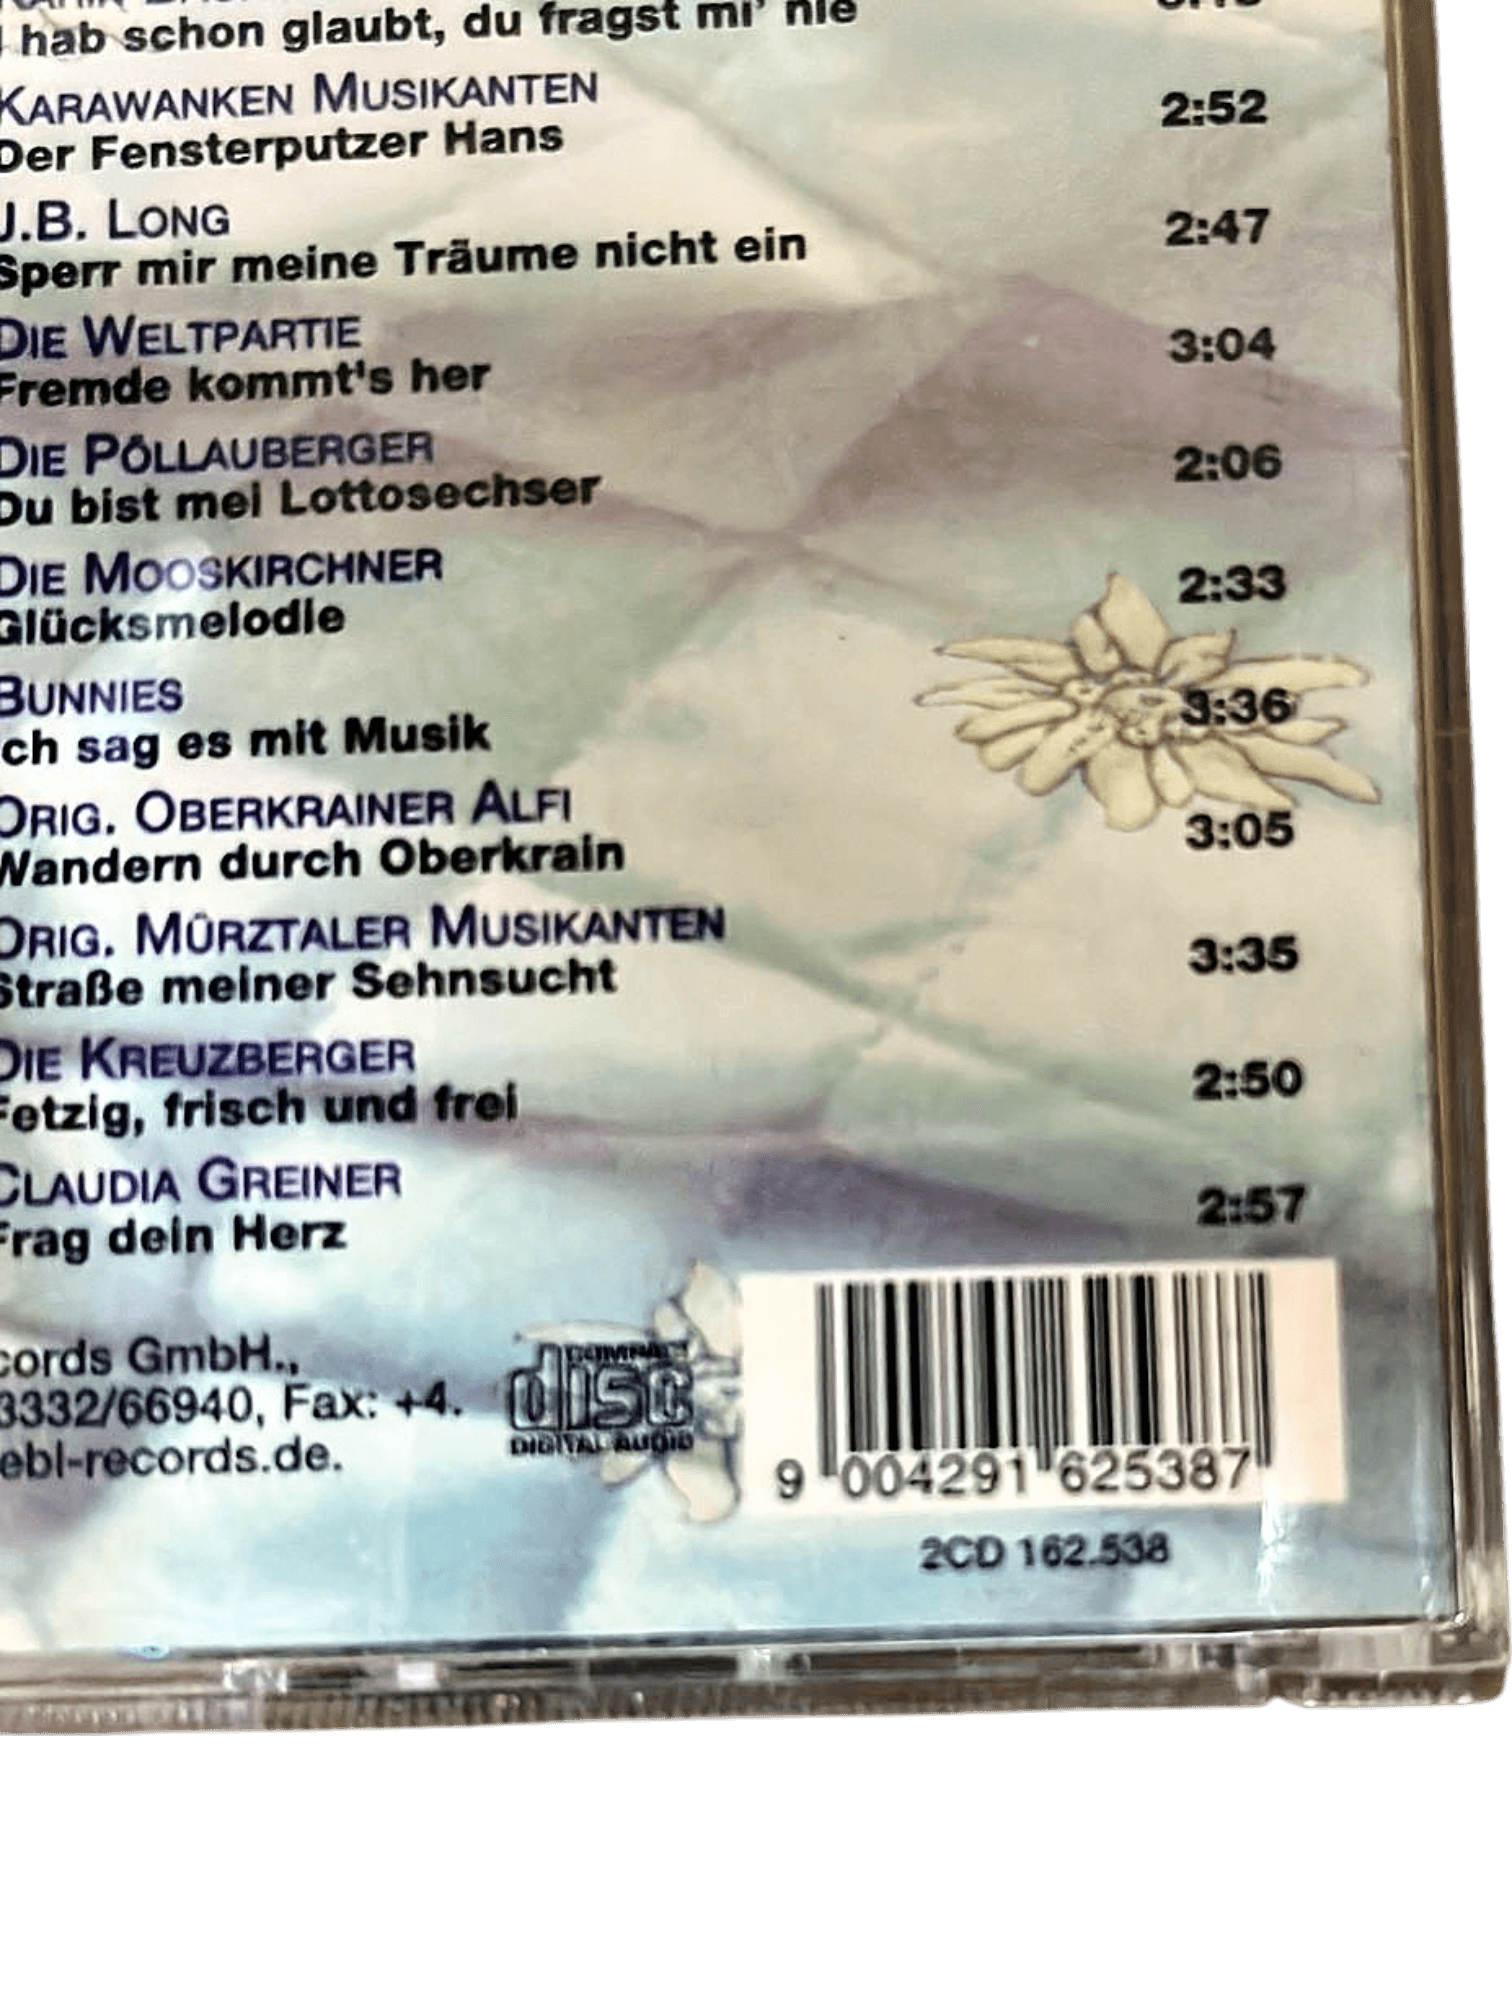 hab schon glaubt, du fragst mi' nie
KARAWANKEN MUSIKANTEN
Der Fensterputzer Hans 2:52
J.B. LONG
Sperr mir meine Träume nicht ein 2:47
DIE WELTPARTIE
Fremde kommt's her 3:04
DIE PÖLLAUBERGER
Du bist mei Lottosechser 2:06
DIE MOOSKIRCHNER
Glücksmelodie 2:33
BUNNIES
Ich sag es mit Musik 3:36
ORIG. OBERKRAINER ALFI
Wandern durch Oberkrain 3:05
ORIG. MÜRZTALER MUSIKANTEN
Straße meiner Sehnsucht 3:35
DIE KREUZBERGER
Fetzig, frisch und frei 2:50
CLAUDIA GREINER
Frag dein Herz 2:57
cords GmbH.,
3332/66940, Fax: +4.
ebl-records.de.
COMPACT
disc
DIGITAL AUDIO
9 004291 625387
2CD 162.538